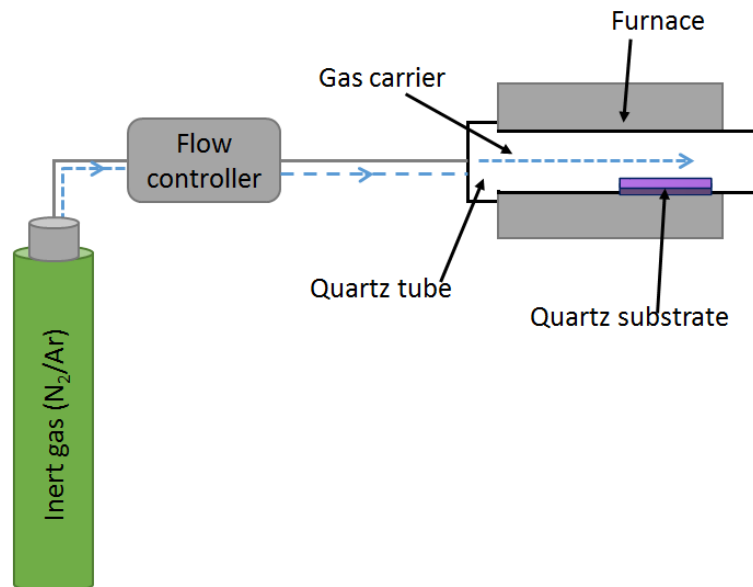 Furnace
Gas carrier
Flow
controller
Quartz tube
Quartz substrate
Inert gas (N₂/Ar)